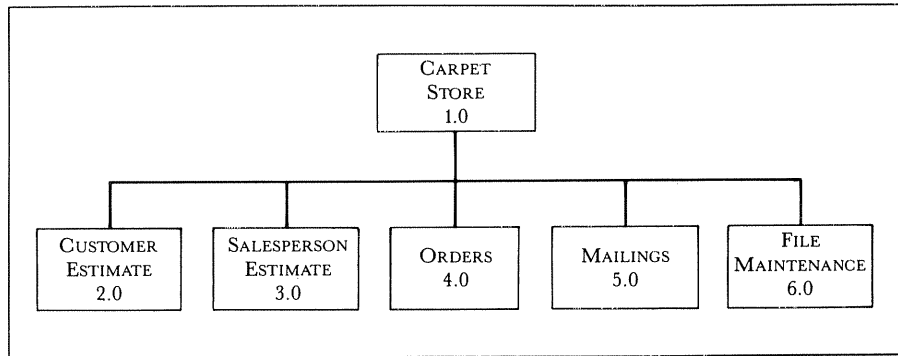 CARPET
STORE
1.0
CUSTOMER
ESTIMATE
2.0
SALESPERSON
ESTIMATE
3.0
ORDERS
4.0
MAILINGS
5.0
FILE
MAINTENANCE
6.0